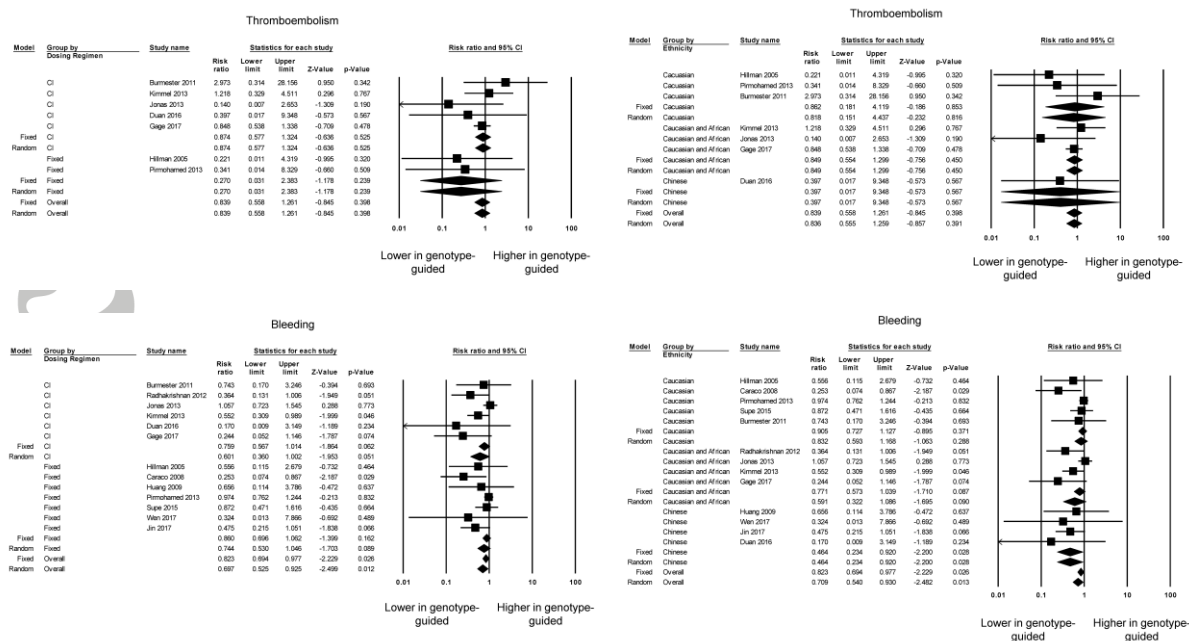 Thromboembolism
Model Group by Study name Statistics for each study Risk ratio and 95% CI
Dosing Regimen
Risk Lower Upper
ratio limit limit Z-Value p-Value
CI Burmester 2011 2.973 0.314 28.156 0.950 0.342
CI Kimmel 2013 1.218 0.329 4.511 0.296 0.767
CI Jonas 2013 0.140 0.007 2.653 -1.309 0.190
CI Duan 2016 0.397 0.017 9.348 -0.573 0.567
CI Gage 2017 0.848 0.538 1.338 -0.709 0.478
Fixed CI 0.874 0.577 1.324 -0.636 0.525
Random CI 0.874 0.577 1.324 -0.636 0.525
Fixed Hillman 2005 0.221 0.011 4.319 -0.995 0.320
Fixed Pirmohamed 2013 0.341 0.014 8.329 -0.660 0.509
Fixed Fixed 0.270 0.031 2.383 -1.178 0.239
Random Fixed 0.270 0.031 2.383 -1.178 0.239
Fixed Overall 0.839 0.558 1.261 -0.845 0.398
Random Overall 0.839 0.558 1.261 -0.845 0.398
0.01 0.1 1 10 100
Lower in genotype- Higher in genotype-
guided guided
Thromboembolism
Model Group by Study name Statistics for each study Risk ratio and 95% CI
Ethnicity
Risk Lower Upper
ratio limit limit Z-Value p-Value
Cacuasian Hillman 2005 0.221 0.011 4.319 -0.995 0.320
Cacuasian Pirmohamed 2013 0.341 0.014 8.329 -0.660 0.509
Cacuasian Burmester 2011 2.973 0.314 28.156 0.950 0.342
Fixed Cacuasian 0.862 0.181 4.119 -0.186 0.853
Random Cacuasian 0.818 0.151 4.437 -0.232 0.816
Caucasian and African Kimmel 2013 1.218 0.329 4.511 0.296 0.767
Caucasian and African Jonas 2013 0.140 0.007 2.653 -1.309 0.190
Caucasian and African Gage 2017 0.848 0.538 1.338 -0.709 0.478
Fixed Caucasian and African 0.849 0.554 1.299 -0.756 0.450
Random Caucasian and African 0.849 0.554 1.299 -0.756 0.450
Chinese Duan 2016 0.397 0.017 9.348 -0.573 0.567
Fixed Chinese 0.397 0.017 9.348 -0.573 0.567
Random Chinese 0.397 0.017 9.348 -0.573 0.567
Fixed Overall 0.839 0.558 1.261 -0.845 0.398
Random Overall 0.836 0.555 1.259 -0.857 0.391
0.01 0.1 1 10 100
Lower in genotype- Higher in genotype-
guided guided
Bleeding
Model Group by Study name Statistics for each study Risk ratio and 95% CI
Dosing Regimen
Risk Lower Upper
ratio limit limit Z-Value p-Value
CI Burmester 2011 0.743 0.170 3.246 -0.394 0.693
CI Radhakrishnan 2012 0.364 0.131 1.006 -1.949 0.051
CI Jonas 2013 1.057 0.723 1.545 0.288 0.773
CI Kimmel 2013 0.552 0.309 0.989 -1.999 0.046
CI Duan 2016 0.170 0.009 3.149 -1.189 0.234
CI Gage 2017 0.244 0.052 1.146 -1.787 0.074
Fixed CI 0.759 0.567 1.014 -1.864 0.062
Random CI 0.601 0.360 1.002 -1.953 0.051
Fixed Hillman 2005 0.556 0.115 2.679 -0.732 0.464
Fixed Caraco 2008 0.253 0.074 0.867 -2.187 0.029
Fixed Huang 2009 0.656 0.114 3.786 -0.472 0.637
Fixed Pirmohamed 2013 0.974 0.762 1.244 -0.213 0.832
Fixed Supe 2015 0.872 0.471 1.616 -0.435 0.664
Fixed Wen 2017 0.324 0.013 7.866 -0.692 0.489
Fixed Jin 2017 0.475 0.215 1.051 -1.838 0.066
Fixed Fixed 0.860 0.696 1.062 -1.399 0.162
Random Fixed 0.744 0.530 1.046 -1.703 0.089
Fixed Overall 0.823 0.694 0.977 -2.229 0.026
Random Overall 0.697 0.525 0.925 -2.499 0.012
0.01 0.1 1 10 100
Lower in genotype- Higher in genotype-
guided guided
Bleeding
Model Group by Study name Statistics for each study Risk ratio and 95% CI
Ethnicity
Risk Lower Upper
ratio limit limit Z-Value p-Value
Caucasian Hillman 2005 0.556 0.115 2.679 -0.732 0.464
Caucasian Caraco 2008 0.253 0.074 0.867 -2.187 0.029
Caucasian Pirmohamed 2013 0.974 0.762 1.244 -0.213 0.832
Caucasian Supe 2015 0.872 0.471 1.616 -0.435 0.664
Caucasian Burmester 2011 0.743 0.170 3.246 -0.394 0.693
Fixed Caucasian 0.905 0.727 1.127 -0.895 0.371
Random Caucasian 0.832 0.593 1.168 -1.063 0.288
Caucasian and African Radhakrishnan 2012 0.364 0.131 1.006 -1.949 0.051
Caucasian and African Jonas 2013 1.057 0.723 1.545 0.288 0.773
Caucasian and African Kimmel 2013 0.552 0.309 0.989 -1.999 0.046
Caucasian and African Gage 2017 0.244 0.052 1.146 -1.787 0.074
Fixed Caucasian and African 0.771 0.573 1.039 -1.710 0.087
Random Caucasian and African 0.591 0.322 1.086 -1.695 0.090
Chinese Huang 2009 0.656 0.114 3.786 -0.472 0.637
Chinese Wen 2017 0.324 0.013 7.866 -0.692 0.489
Chinese Jin 2017 0.475 0.215 1.051 -1.838 0.066
Chinese Duan 2016 0.170 0.009 3.149 -1.189 0.234
Fixed Chinese 0.464 0.234 0.920 -2.200 0.028
Random Chinese 0.464 0.234 0.920 -2.200 0.028
Fixed Overall 0.823 0.694 0.977 -2.229 0.026
Random Overall 0.709 0.540 0.930 -2.482 0.013
0.01 0.1 1 10 100
Lower in genotype- Higher in genotype-
guided guided